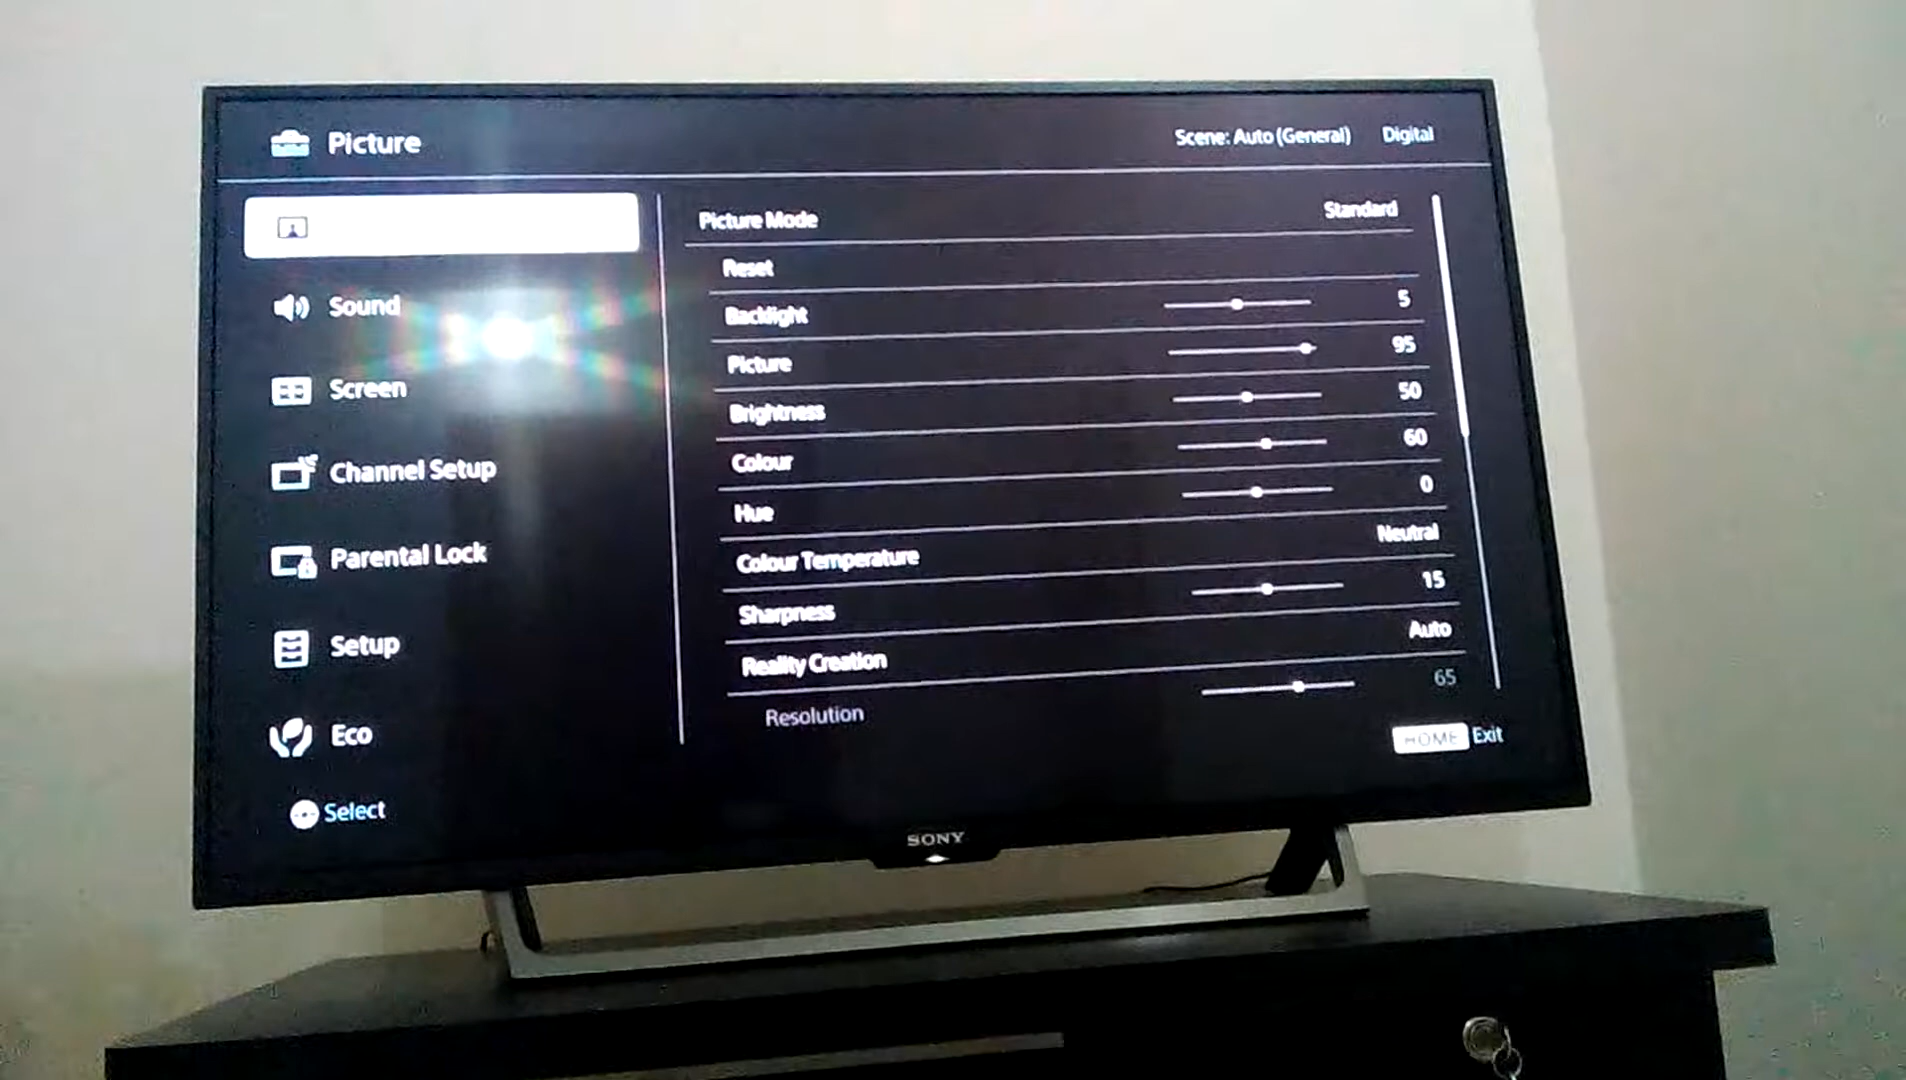 Picture
Scene: Auto (General) Digital
Sound
Screen
Channel Setup
Parental Lock
Setup
Eco
Select
Picture Mode Standard
Reset
Backlight 5
Picture 95
Brightness 50
Colour 60
Hue 0
Colour Temperature Neutral
Sharpness 15
Reality Creation Auto
Resolution 65
HOME Exit
SONY